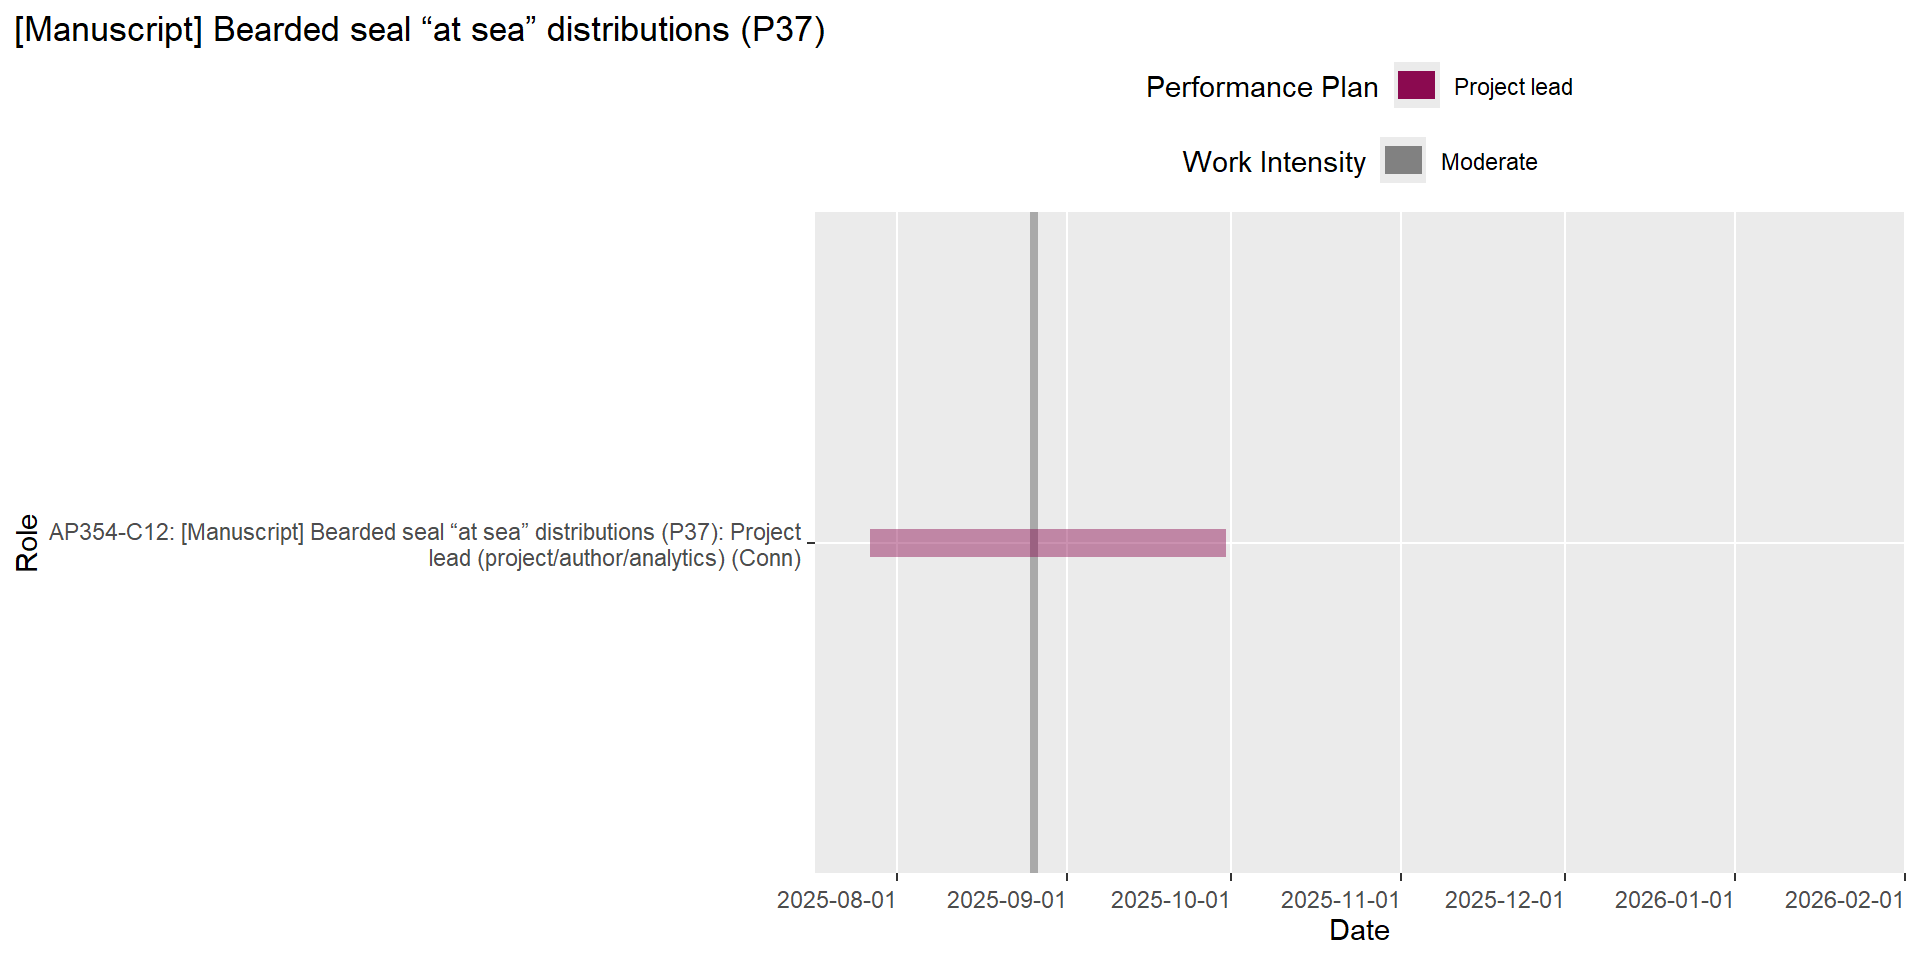 [Manuscript] Bearded seal “at sea” distributions (P37)
Performance Plan
Project lead
Work Intensity
Moderate
Role
AP354-C12: [Manuscript] Bearded seal “at sea” distributions (P37): Project
lead (project/author/analytics) (Conn)
2025-08-01
2025-09-01
2025-10-01
2025-11-01
2025-12-01
2026-01-01
2026-02-01
Date